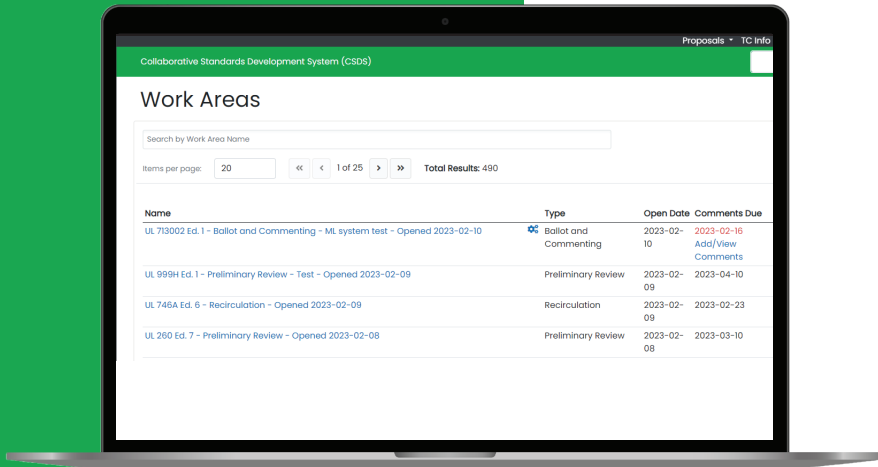 Proposals TC Info
Collaborative Standards Development System (CSDS)
Work Areas
Search by Work Area Name
Items per page: 20 « ‹ 1 of 25 › » Total Results: 490
Name Type Open Date Comments Due
UL 713002 Ed. 1 - Ballot and Commenting - ML system test - Opened 2023-02-10 Ballot and 2023-02- 2023-02-16
Commenting 10 Add/View
Comments
UL 999H Ed. 1 - Preliminary Review - Test - Opened 2023-02-09 Preliminary Review 2023-02- 2023-04-10
09
UL 746A Ed. 6 - Recirculation - Opened 2023-02-09 Recirculation 2023-02- 2023-02-23
09
UL 260 Ed. 7 - Preliminary Review - Opened 2023-02-08 Preliminary Review 2023-02- 2023-03-10
08